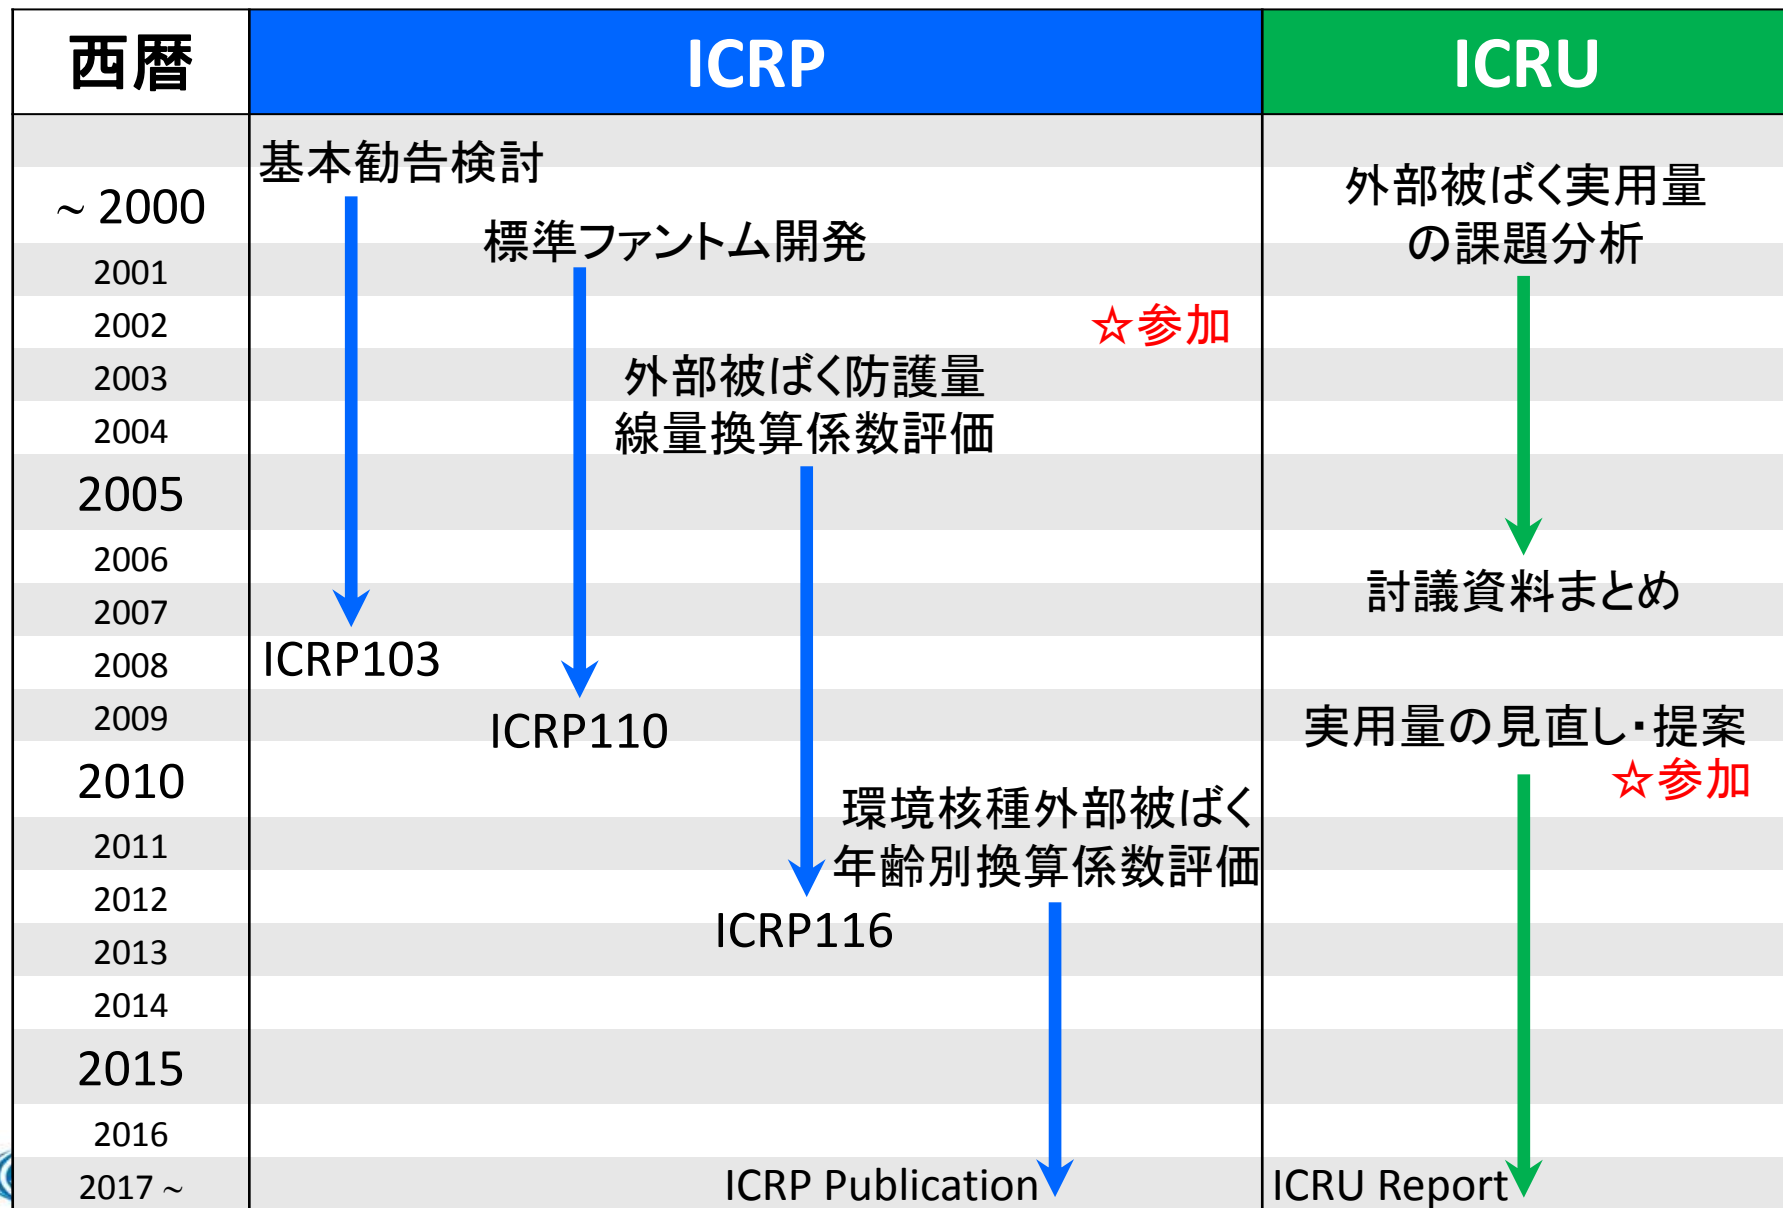 西暦
ICRP
ICRU
基本勧告検討
外部被ばく実用量
の課題分析
~ 2000
標準ファントム開発
2001
2002
☆参加
2003
外部被ばく防護量
線量換算係数評価
2004
2005
2006
討議資料まとめ
2007
ICRP103
2008
2009
ICRP110
実用量の見直し・提案
☆参加
2010
環境核種外部被ばく
年齢別換算係数評価
2011
2012
ICRP116
2013
2014
2015
2016
2017 ~
ICRP Publication
ICRU Report